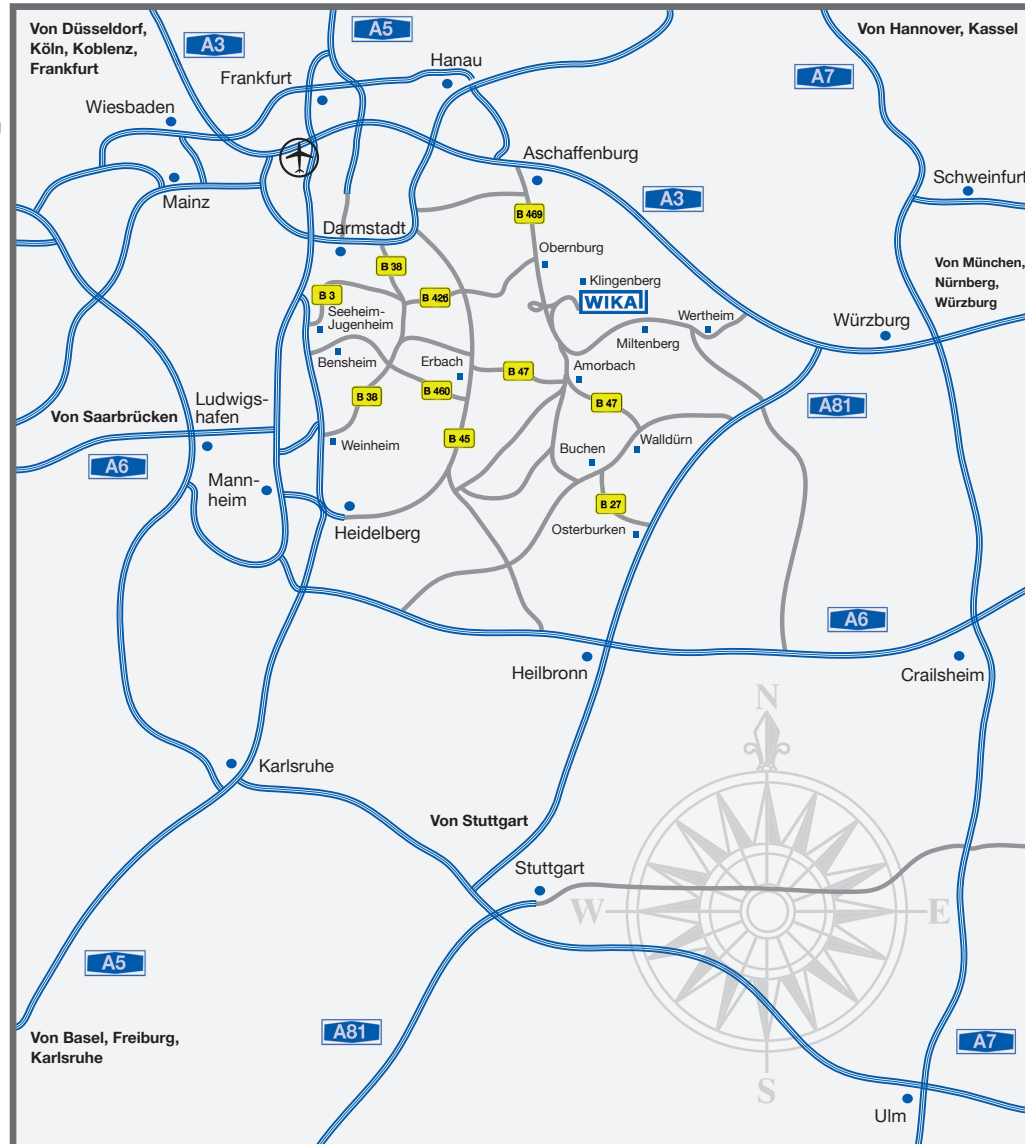 Von Düsseldorf,
Köln, Koblenz,
Frankfurt
A3
A5
Von Hannover, Kassel
A7
Hanau
Frankfurt
Wiesbaden
Aschaffenburg
Schweinfurt
Mainz
A3
B 469
Darmstadt
Obernburg
B 38
Klingenberg
Von München,
Nürnberg,
Würzburg
B 3
B 426
WIKA
Seeheim-
Jugenheim
Wertheim
Miltenberg
Würzburg
Bensheim
Erbach
B 47
Amorbach
B 38
B 460
B 47
A81
Ludwigs-
hafen
Von Saarbrücken
B 45
Weinheim
Buchen
Walldürn
A6
Mann-
heim
B 27
Heidelberg
Osterburken
A6
Heilbronn
Crailsheim
N
Karlsruhe
Von Stuttgart
Stuttgart
W
E
A5
A81
Von Basel, Freiburg,
Karlsruhe
A7
S
Ulm